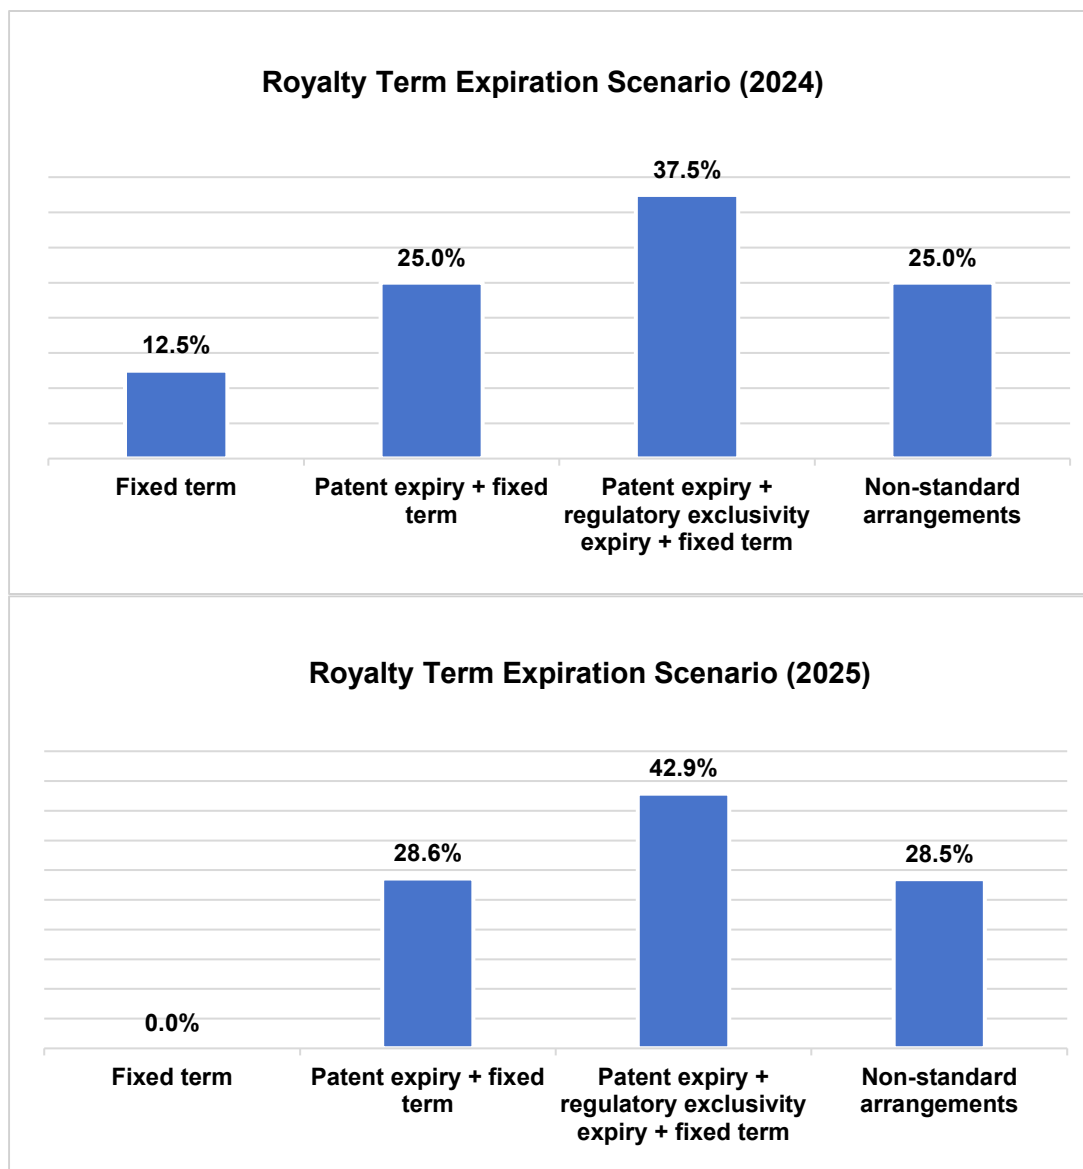 Royalty Term Expiration Scenario (2024)
37.5%
25.0%
25.0%
12.5%
Fixed term
Patent expiry + fixed
term
Patent expiry +
regulatory exclusivity
expiry + fixed term
Non-standard
arrangements
Royalty Term Expiration Scenario (2025)
42.9%
28.6%
28.5%
0.0%
Fixed term
Patent expiry + fixed
term
Patent expiry +
regulatory exclusivity
expiry + fixed term
Non-standard
arrangements